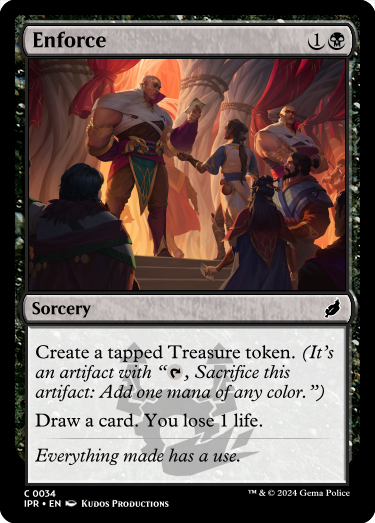 Enforce 1
Sorcery
Create a tapped Treasure token. (It's
an artifact with “, Sacrifice this
artifact: Add one mana of any color.”)
Draw a card. You lose 1 life.
Everything made has a use.
C 0034
IPR • EN Kudos Productions
™ & © 2024 Gema Police